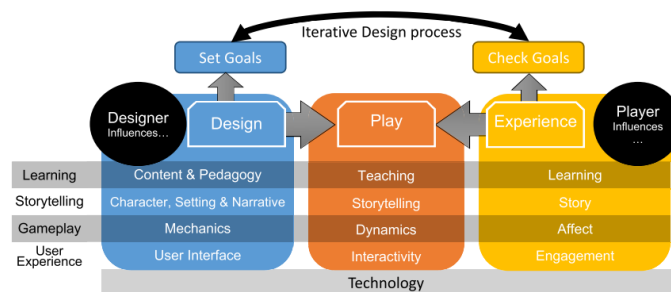 Iterative Design process
Set Goals
Check Goals
Designer
Influences...
Design
Play
Experience
Player
Influences
...
Learning
Content & Pedagogy
Teaching
Learning
Storytelling
Character, Setting & Narrative
Storytelling
Story
Gameplay
Mechanics
Dynamics
Affect
User
Experience
User Interface
Interactivity
Engagement
Technology